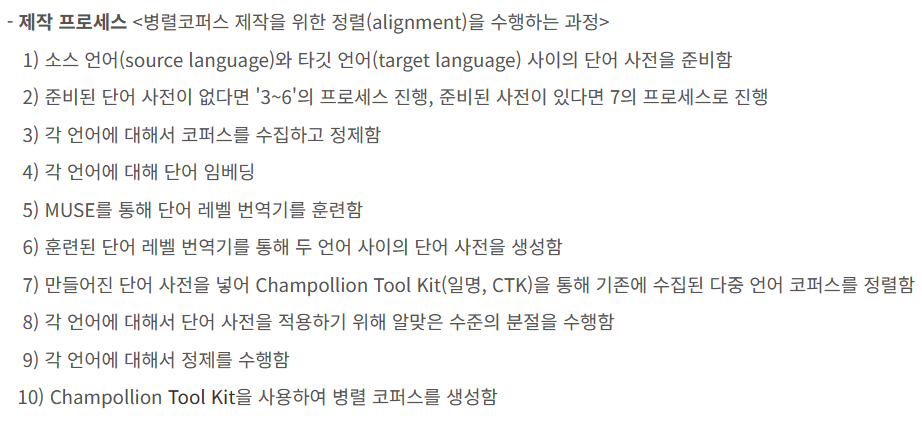 - 제작 프로세스 <병렬코퍼스 제작을 위한 정렬(alignment)을 수행하는 과정>
1) 소스 언어(source language)와 타깃 언어(target language) 사이의 단어 사전을 준비함
2) 준비된 단어 사전이 없다면 '3~6'의 프로세스 진행, 준비된 사전이 있다면 7의 프로세스로 진행
3) 각 언어에 대해서 코퍼스를 수집하고 정제함
4) 각 언어에 대해 단어 임베딩
5) MUSE를 통해 단어 레벨 번역기를 훈련함
6) 훈련된 단어 레벨 번역기를 통해 두 언어 사이의 단어 사전을 생성함
7) 만들어진 단어 사전을 넣어 Champollion Tool Kit(일명, CTK)을 통해 기존에 수집된 다중 언어 코퍼스를 정렬함
8) 각 언어에 대해서 단어 사전을 적용하기 위해 알맞은 수준의 분절을 수행함
9) 각 언어에 대해서 정제를 수행함
10) Champollion Tool Kit을 사용하여 병렬 코퍼스를 생성함